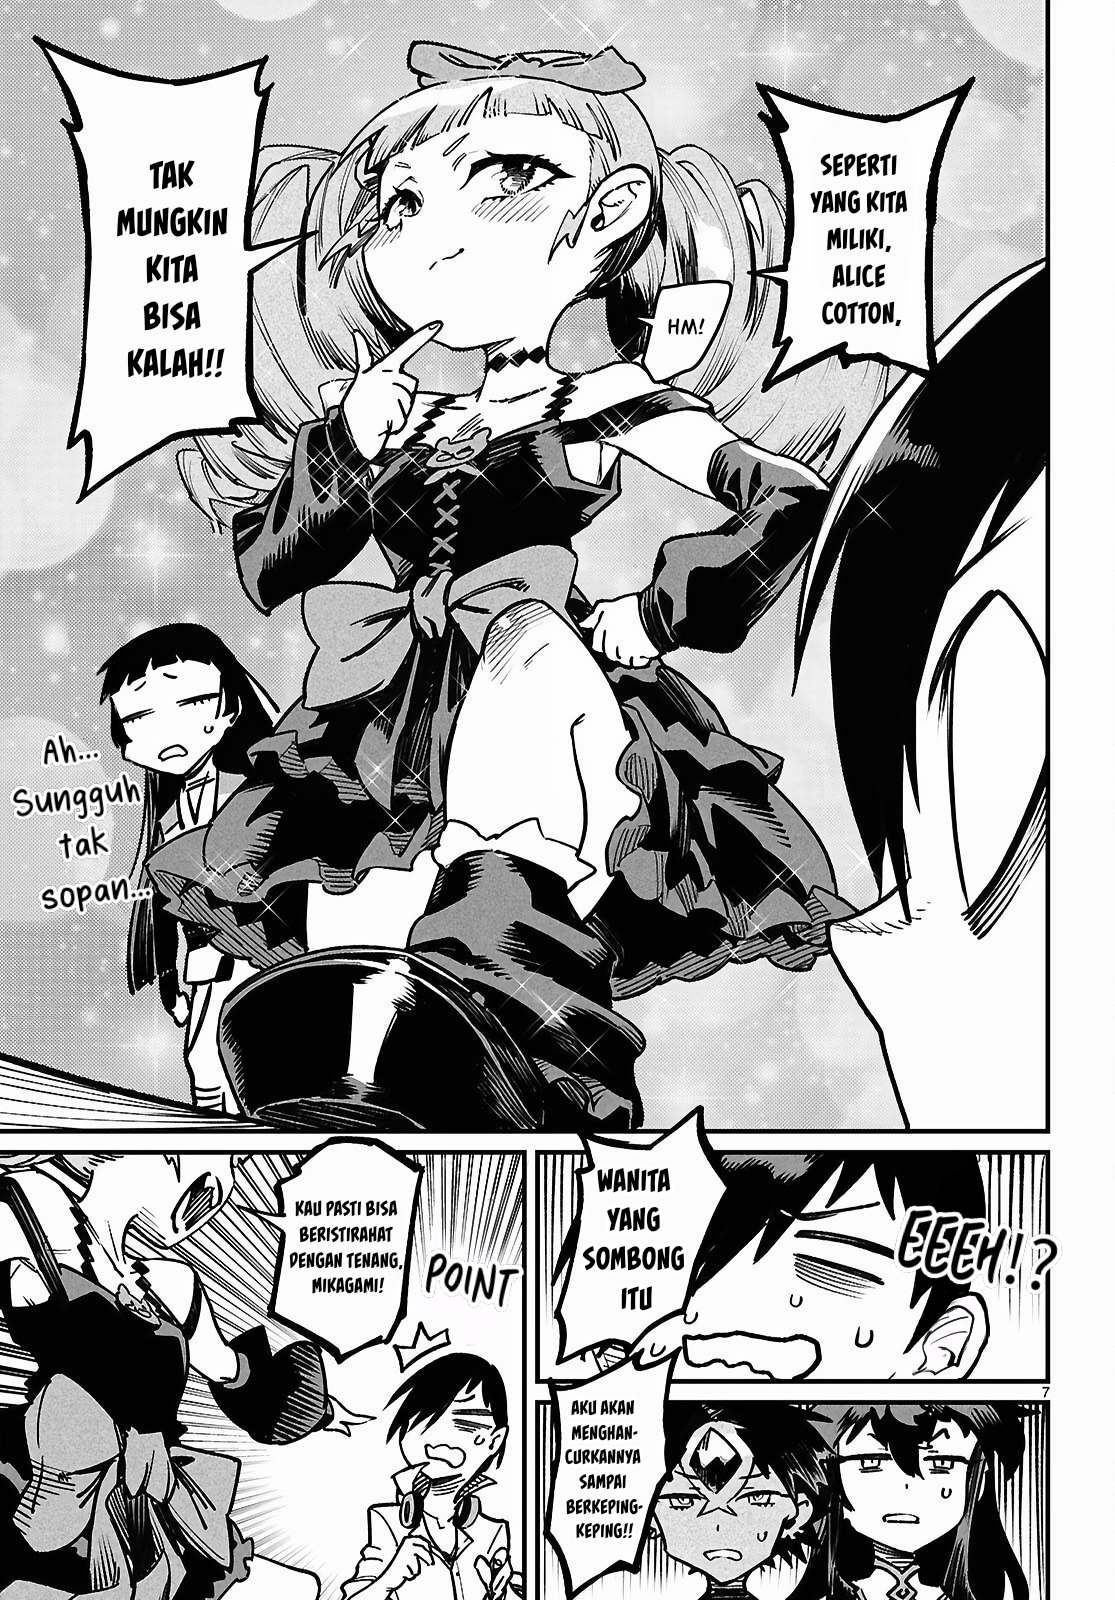 SEPERTI
YANG KITA
MILIKI,
ALICE
COTTON,
HM!
TAK
MUNGKIN
KITA
BISA
KALAH!!
Ah...
Sungguh
tak
sopan...
WANITA
YANG
SOMBONG
ITU
EEEH!?
AKU AKAN
MENGHAN-
CURKANNYA
SAMPAI
BERKEPING-
KEPING!!
KAU PASTI BISA
BERISTIRAHAT
DENGAN TENANG,
MIKAGAMI!
POINT
7